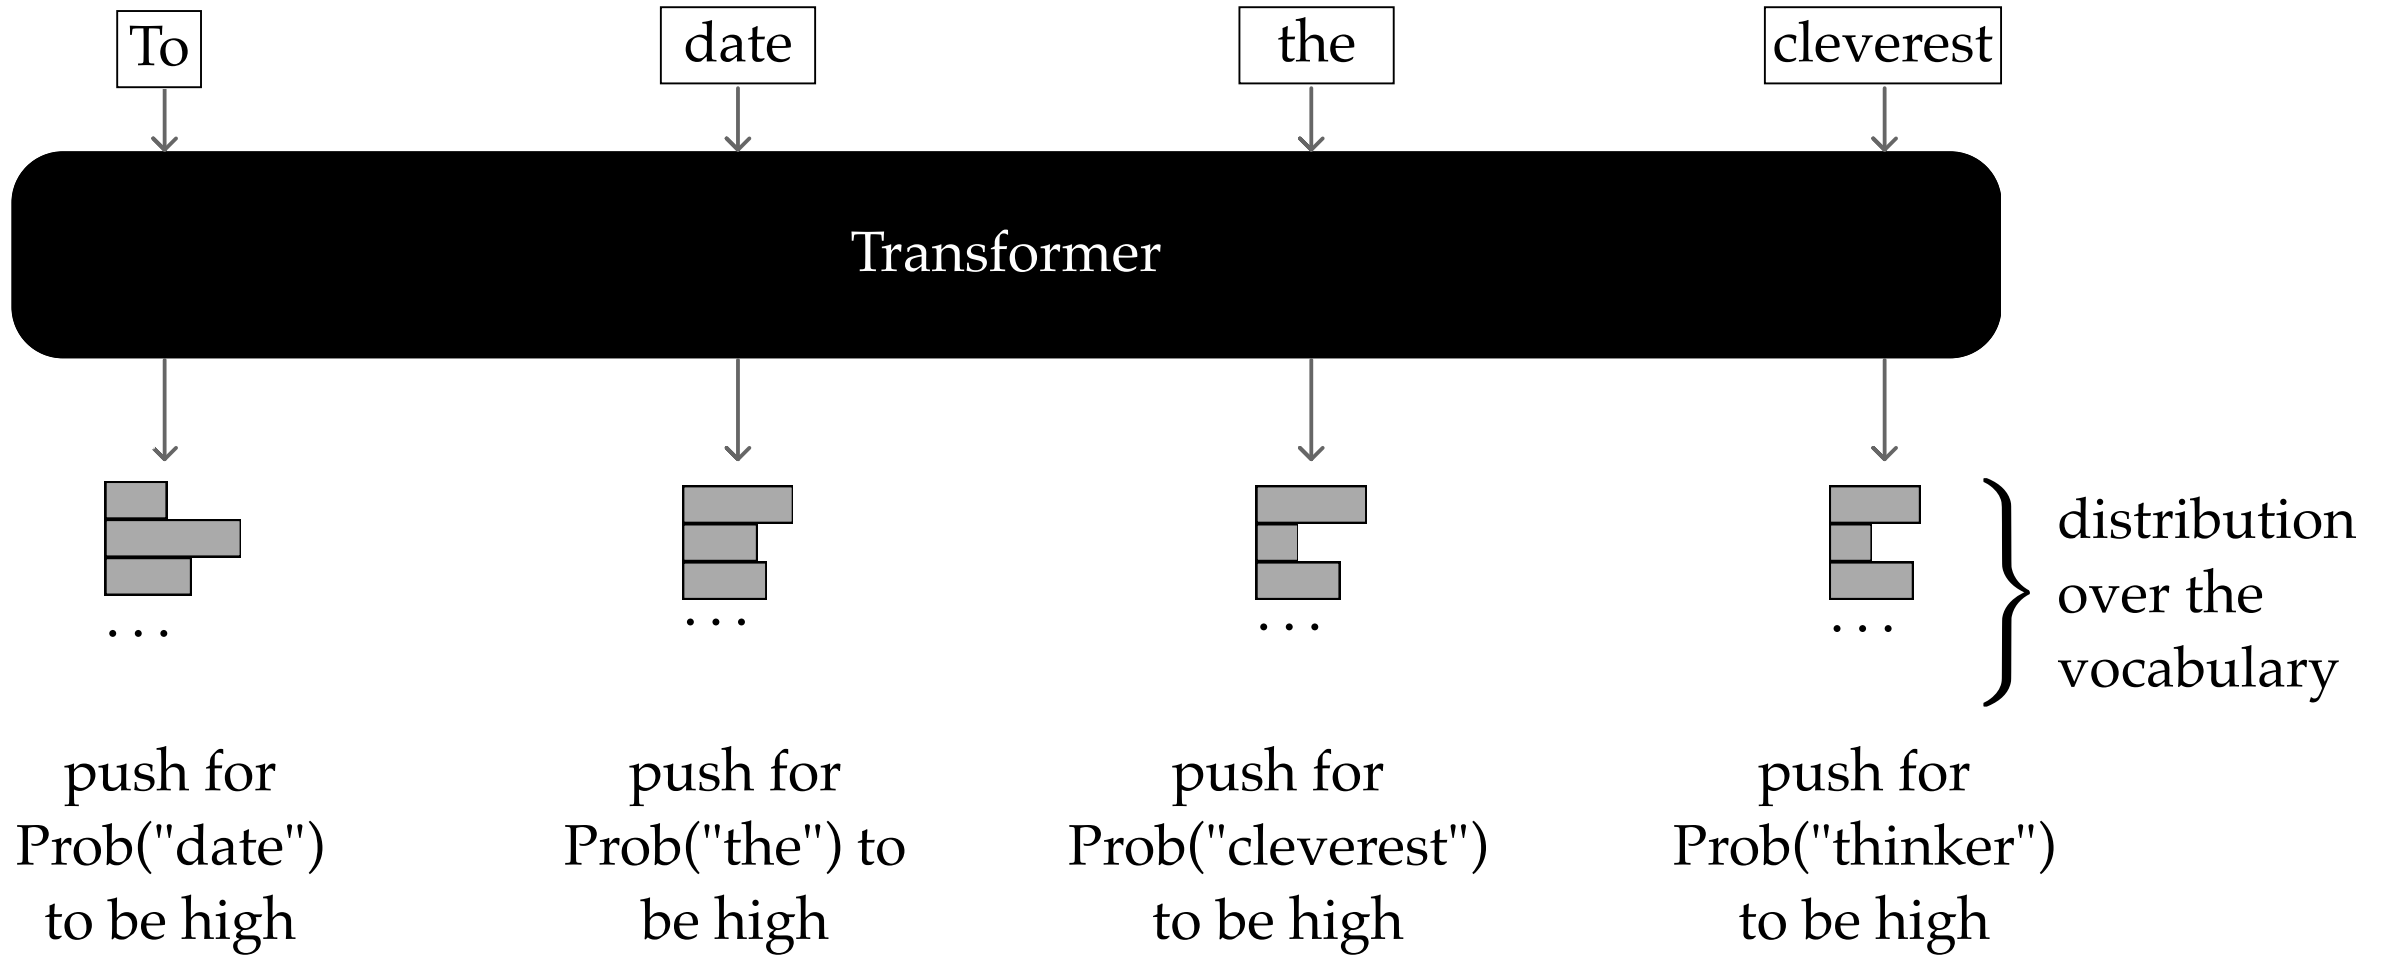 To
date
the
cleverest
Transformer
. . .
. . .
. . .
. . .
distribution
over the
vocabulary
push for
Prob("date")
to be high
push for
Prob("the") to
be high
push for
Prob("cleverest")
to be high
push for
Prob("thinker")
to be high